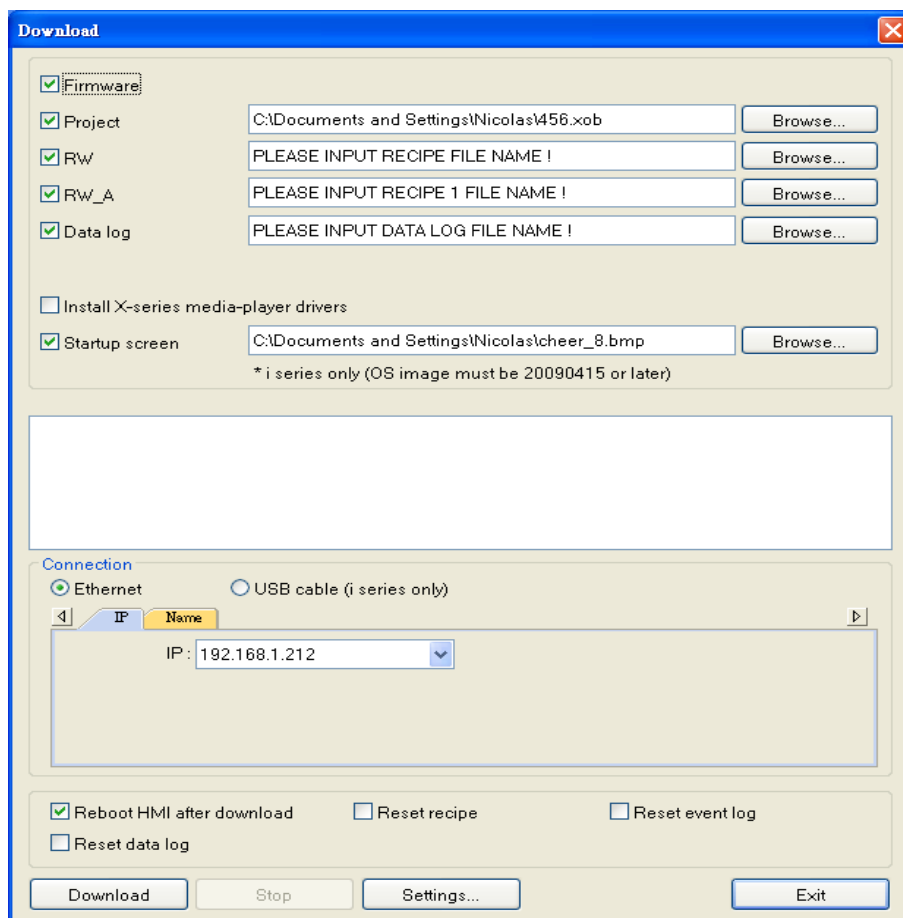 Download
Firmware
Project C:\Documents and Settings\Nicolas\456.xob Browse...
RW PLEASE INPUT RECIPE FILE NAME ! Browse...
RW_A PLEASE INPUT RECIPE 1 FILE NAME ! Browse...
Data log PLEASE INPUT DATA LOG FILE NAME ! Browse...
Install X-series media-player drivers
Startup screen C:\Documents and Settings\Nicolas\cheer_8.bmp Browse...
* i series only (OS image must be 20090415 or later)
Connection
Ethernet USB cable (i series only)
IP Name
IP : 192.168.1.212
Reboot HMI after download Reset recipe Reset event log
Reset data log
Download Stop Settings... Exit